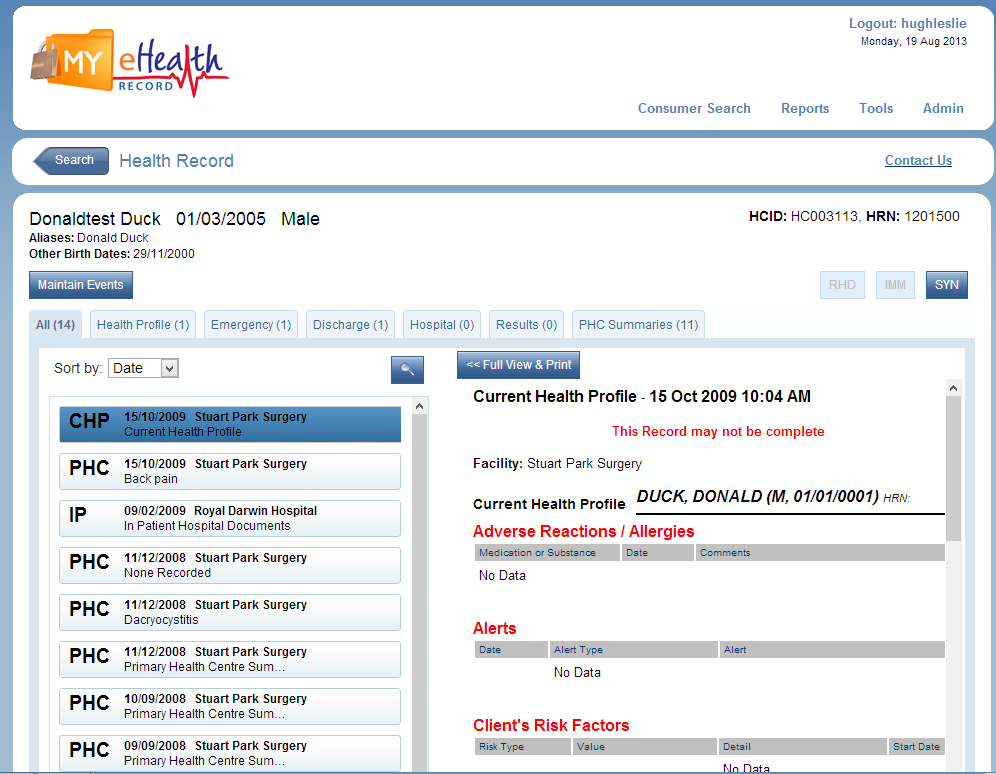 Logout: hughleslie
Monday, 19 Aug 2013
MY eHealth
RECORD
Consumer Search Reports Tools Admin
Search Health Record Contact Us
Donaldtest Duck 01/03/2005 Male HCID: HC003113, HRN: 1201500
Aliases: Donald Duck
Other Birth Dates: 29/11/2000
Maintain Events RHD IMM SYN
All (14) Health Profile (1) Emergency (1) Discharge (1) Hospital (0) Results (0) PHC Summaries (11)
Sort by: Date
CHP 15/10/2009 Stuart Park Surgery
Current Health Profile
PHC 15/10/2009 Stuart Park Surgery
Back pain
IP 09/02/2009 Royal Darwin Hospital
In Patient Hospital Documents
PHC 11/12/2008 Stuart Park Surgery
None Recorded
PHC 11/12/2008 Stuart Park Surgery
Dacryocystitis
PHC 11/12/2008 Stuart Park Surgery
Primary Health Centre Sum...
PHC 10/09/2008 Stuart Park Surgery
Primary Health Centre Sum...
PHC 09/09/2008 Stuart Park Surgery
Primary Health Centre Sum...
<< Full View & Print
Current Health Profile - 15 Oct 2009 10:04 AM
This Record may not be complete
Facility: Stuart Park Surgery
Current Health Profile DUCK, DONALD (M, 01/01/0001) HRN:
Adverse Reactions / Allergies
Medication or Substance Date Comments
No Data
Alerts
Date Alert Type Alert
No Data
Client's Risk Factors
Risk Type Value Detail Start Date
No Data